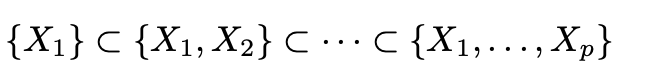 {X₁} ⊂ {X₁, X₂} ⊂ ⋯ ⊂ {X₁, …, Xₚ}